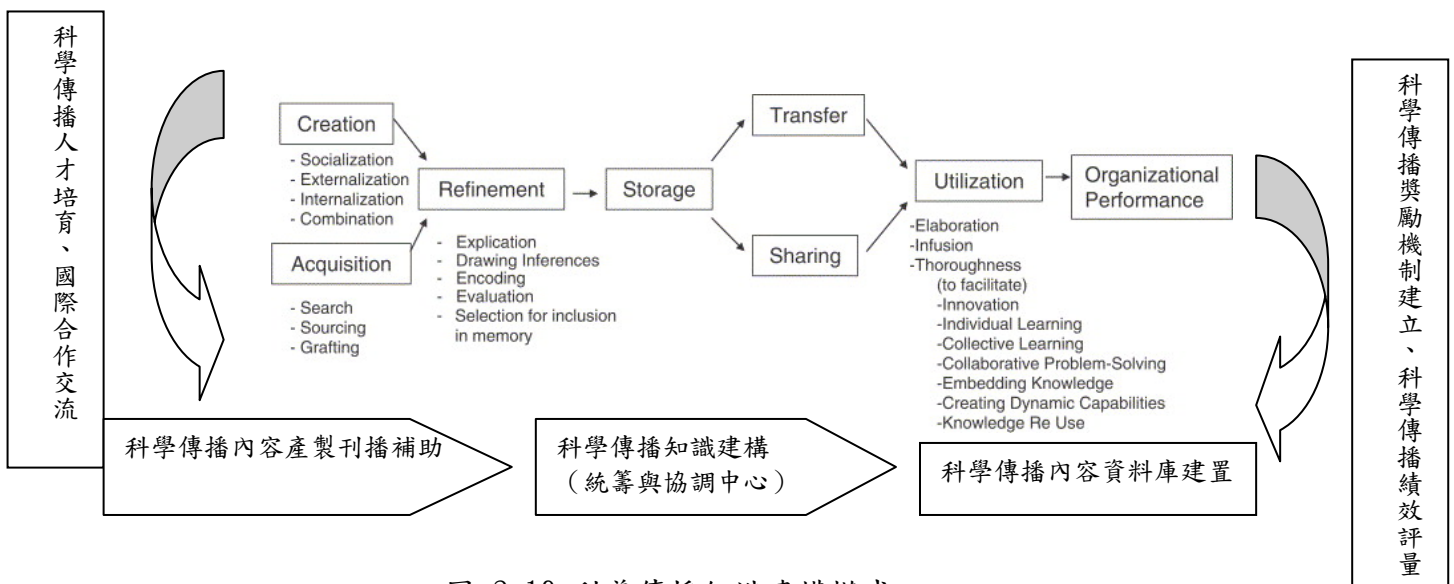 科學傳播人才培育、國際合作交流
Creation
- Socialization
- Externalization
- Internalization
- Combination
Acquisition
- Search
- Sourcing
- Grafting
Refinement
- Explication
- Drawing Inferences
- Encoding
- Evaluation
- Selection for inclusion
in memory
Storage
Transfer
Sharing
Utilization
-Elaboration
-Infusion
-Thoroughness
(to facilitate)
-Innovation
-Individual Learning
-Collective Learning
-Collaborative Problem-Solving
-Embedding Knowledge
-Creating Dynamic Capabilities
-Knowledge Re Use
Organizational
Performance
科學傳播獎勵機制建立、科學傳播績效評量
科學傳播內容產製刊播補助
科學傳播知識建構
（統籌與協調中心）
科學傳播內容資料庫建置